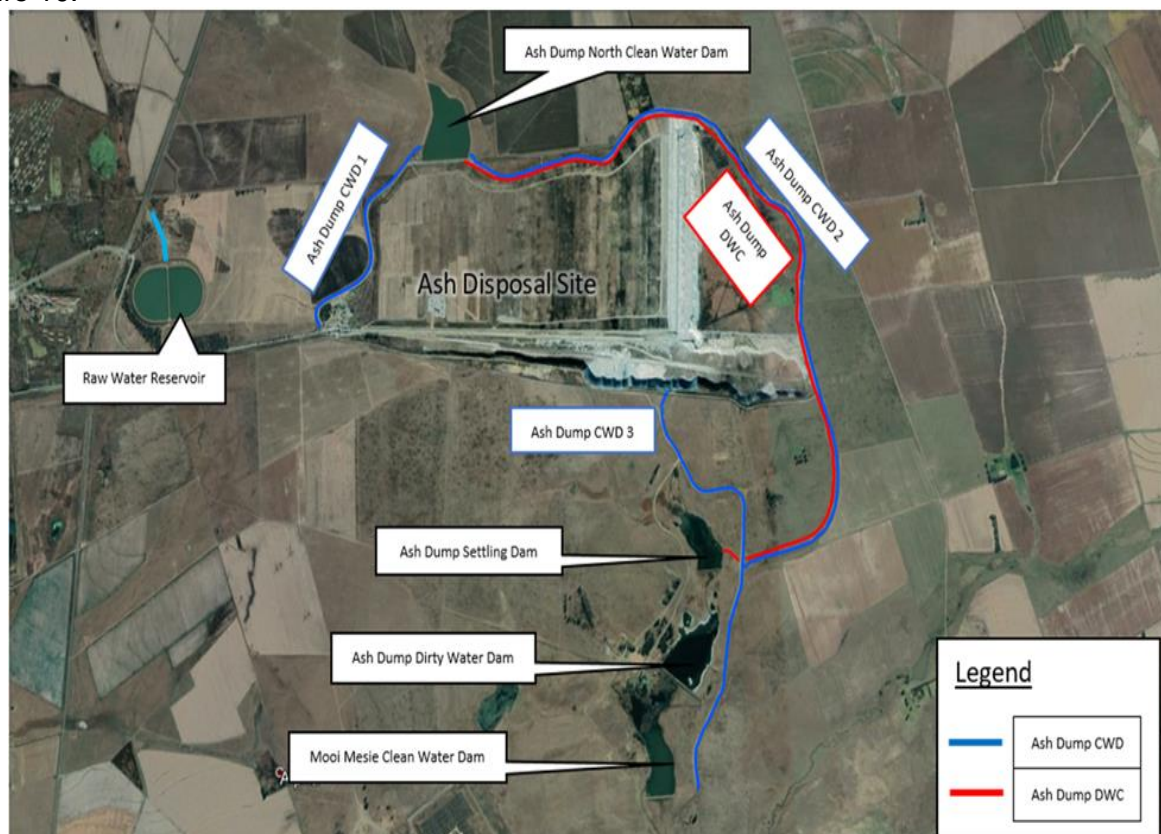 Ash Dump North Clean Water Dam
Ash Dump CWD 1
Ash Dump CWD 2
Ash Dump
DWC
Ash Disposal Site
Raw Water Reservoir
Ash Dump CWD 3
Ash Dump Settling Dam
Ash Dump Dirty Water Dam
Mooi Mesie Clean Water Dam
Legend
Ash Dump CWD
Ash Dump DWC